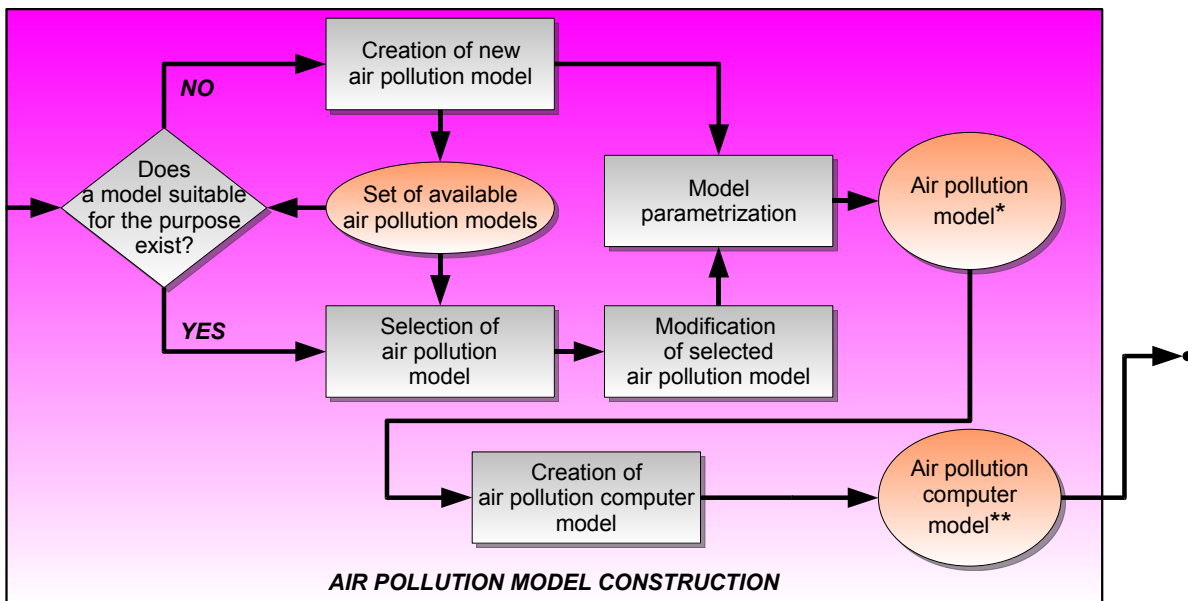 Creation of new
air pollution model
NO
Does
a model suitable
for the purpose
exist?
Set of available
air pollution models
Model
parametrization
Air pollution
model*
YES
Selection of
air pollution
model
Modification
of selected
air pollution model
Creation of
air pollution computer
model
Air pollution
computer
model**
AIR POLLUTION MODEL CONSTRUCTION